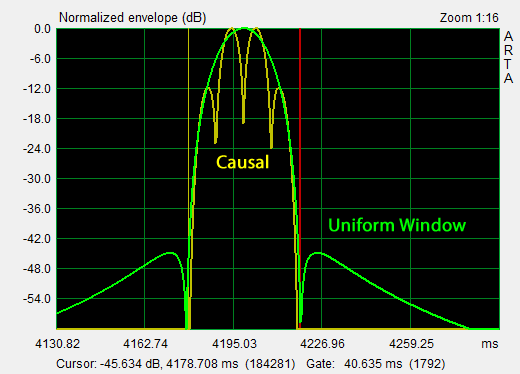 Normalized envelope (dB)
Zoom 1:16
0.0
-6.0
-12.0
-18.0
-24.0
-30.0
-36.0
-42.0
-48.0
-54.0
A
R
T
A
Causal
Uniform Window
4130.82
4162.74
4195.03
4226.96
4259.25
ms
Cursor: -45.634 dB, 4178.708 ms (184281) Gate: 40.635 ms (1792)